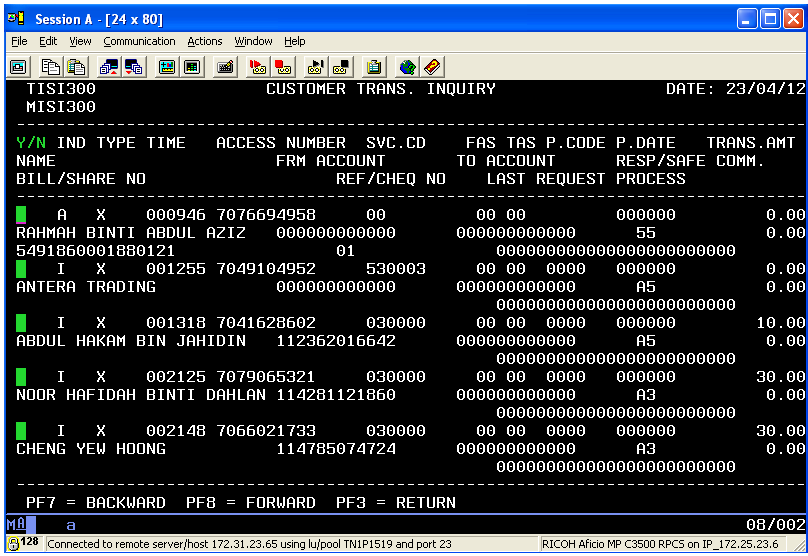 Session A - [24 x 80]
File Edit View Communication Actions Window Help
TISI300 CUSTOMER TRANS. INQUIRY DATE: 23/04/12
MISI300
Y/N IND TYPE TIME ACCESS NUMBER SVC.CD FAS TAS P.CODE P.DATE TRANS.AMT
NAME FRM ACCOUNT TO ACCOUNT RESP/SAFE COMM.
BILL/SHARE NO REF/CHEQ NO LAST REQUEST PROCESS
A X 000946 7076694958 00 00 00 000000 0.00
RAHMAH BINTI ABDUL AZIZ 000000000000 000000000000 55 0.00
5491860001880121 01 000000000000000000000000
I X 001255 7049104952 530003 00 00 0000 000000 0.00
ANTERA TRADING 000000000000 000000000000 A5 0.00
000000000000000000000000
I X 001318 7041628602 030000 00 00 0000 000000 10.00
ABDUL HAKAM BIN JAHIDIN 112362016642 000000000000 A5 0.00
000000000000000000000000
I X 002125 7079065321 030000 00 00 0000 000000 30.00
NOOR HAFIDAH BINTI DAHLAN 114281121860 000000000000 A3 0.00
000000000000000000000000
I X 002148 7066021733 030000 00 00 0000 000000 30.00
CHENG YEW HOONG 114785074724 000000000000 A3 0.00
000000000000000000000000
PF7 = BACKWARD PF8 = FORWARD PF3 = RETURN
MA a 08/002
128 Connected to remote server/host 172.31.23.65 using lu/pool TN1P1519 and port 23 RICOH Aficio MP C3500 RPCS on IP_172.25.23.6